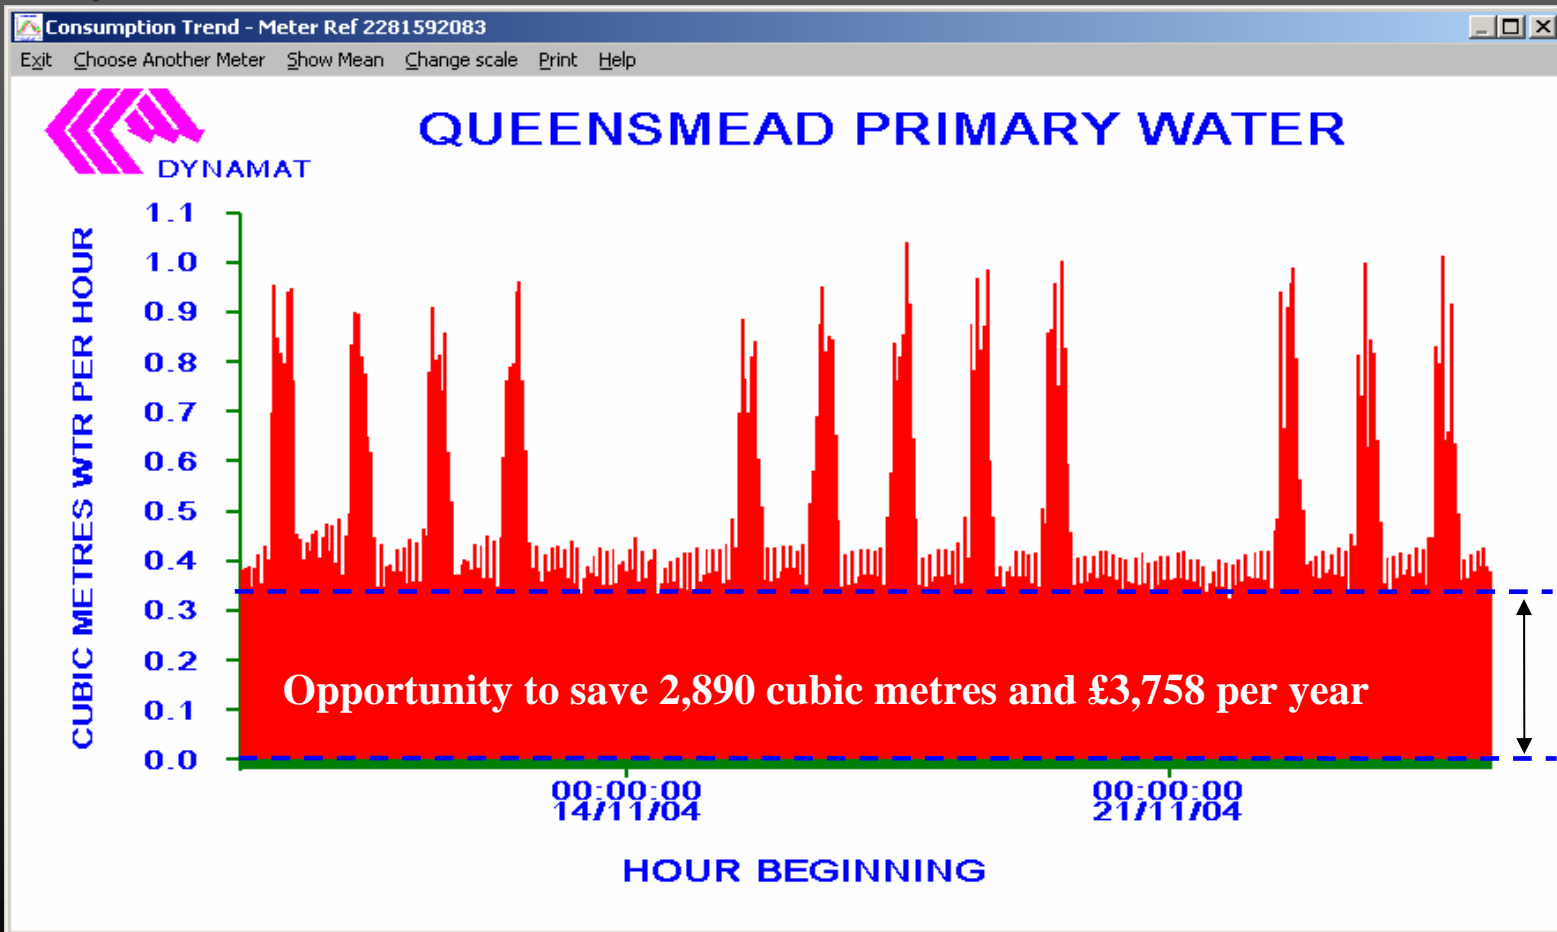 Consumption Trend - Meter Ref 2281592083
Exit Choose Another Meter Show Mean Change scale Print Help
DYNAMAT
QUEENSMEAD PRIMARY WATER
CUBIC METRES WTR PER HOUR
1.1
1.0
0.9
0.8
0.7
0.6
0.5
0.4
0.3
0.2
0.1
0.0
Opportunity to save 2,890 cubic metres and £3,758 per year
00:00:00 00:00:00
14/11/04 21/11/04
HOUR BEGINNING